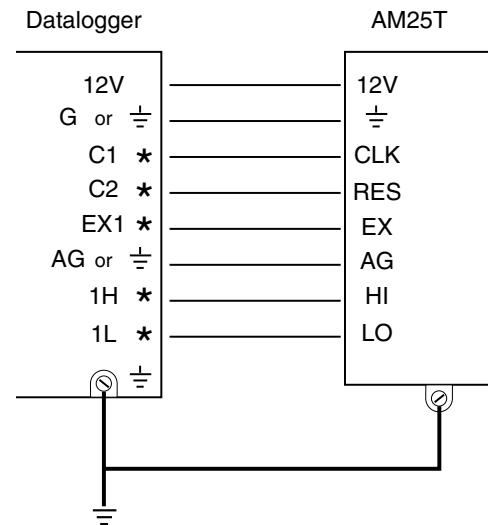 Datalogger AM25T
12V 12V
G or ⏚ ⏚
C1 * CLK
C2 * RES
EX1 * EX
AG or ⏚ AG
1H * HI
1L * LO
⏚